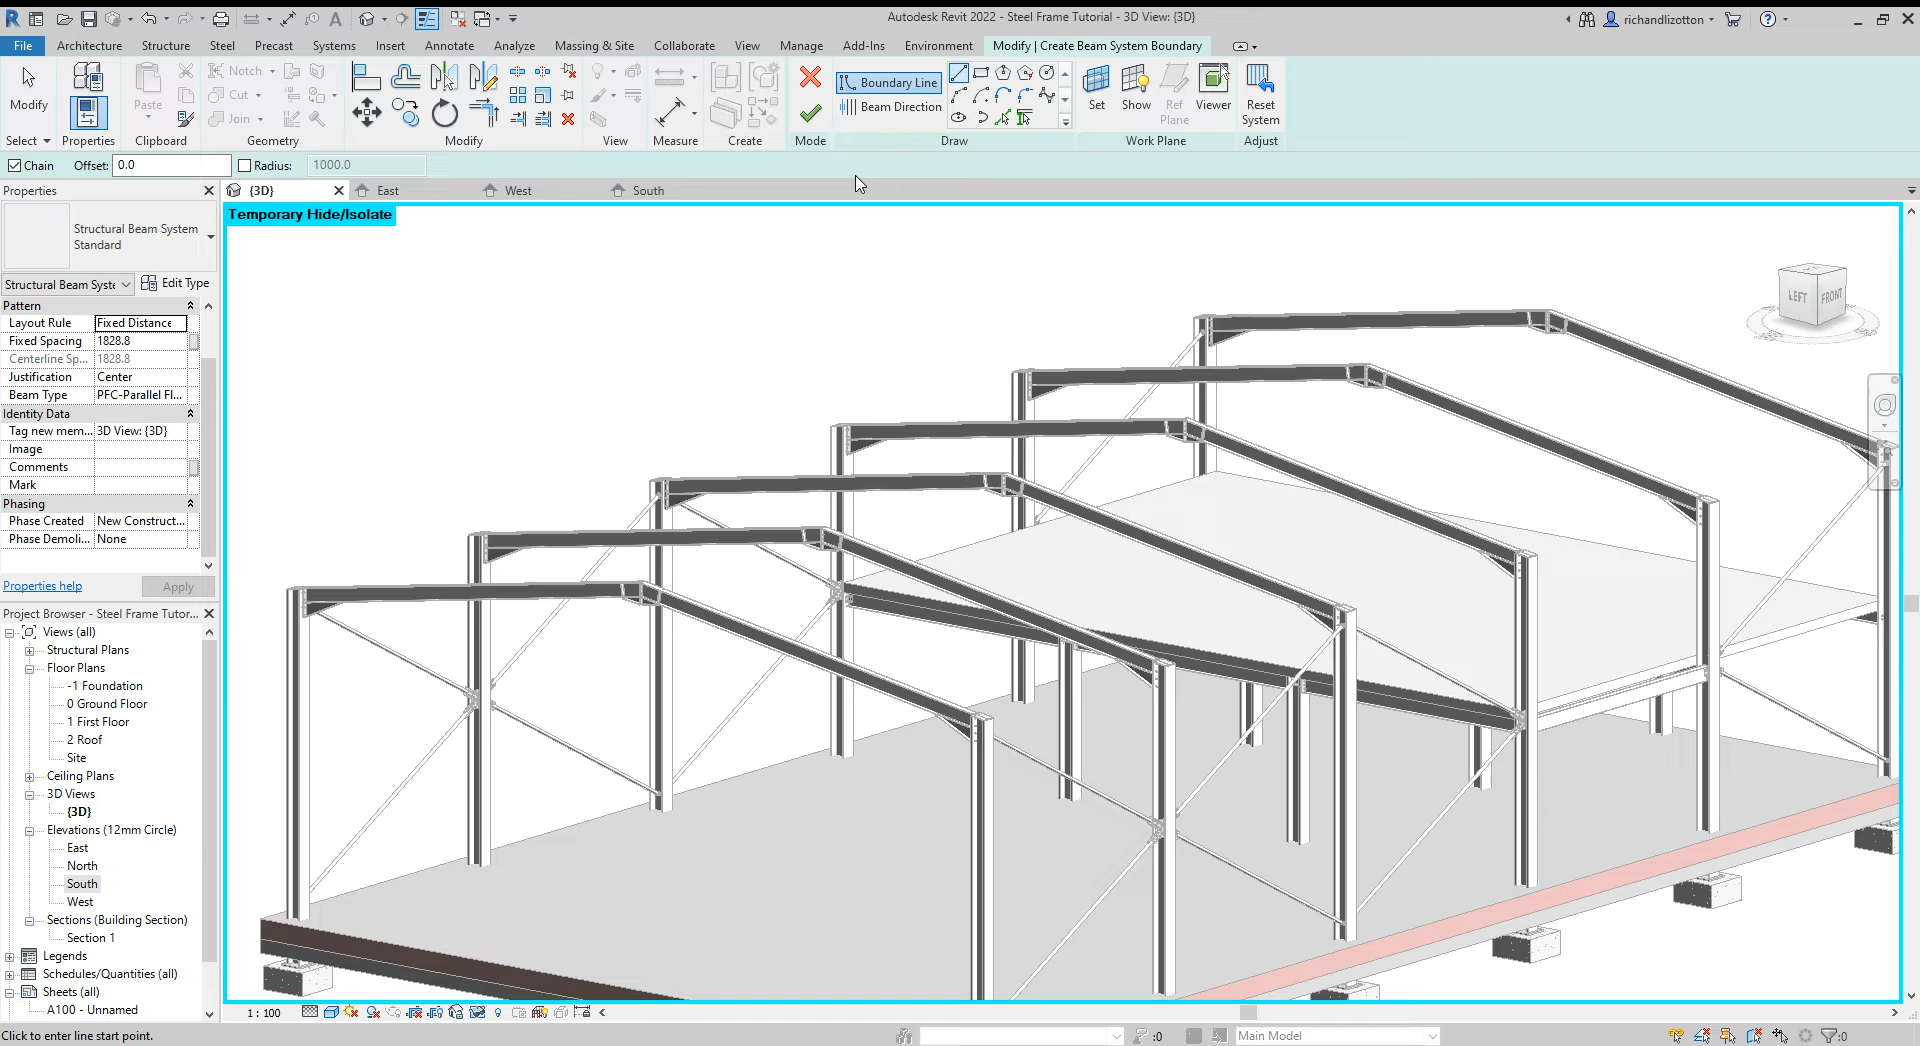 Autodesk Revit 2022 - Steel Frame Tutorial - 3D View: {3D}
richandlizotton
File
Architecture
Structure
Steel
Precast
Systems
Insert
Annotate
Analyze
Massing & Site
Collaborate
View
Manage
Add-Ins
Environment
Modify | Create Beam System Boundary
Modify
Paste
Notch
Cut
Join
Boundary Line
Beam Direction
Set
Show
Ref
Plane
Viewer
Reset
System
Select
Properties
Clipboard
Geometry
Modify
View
Measure
Create
Mode
Draw
Work Plane
Adjust
Chain
Offset:
0.0
Radius:
1000.0
Properties
{3D}
East
West
South
Temporary Hide/Isolate
Structural Beam System
Standard
Structural Beam Syste
Edit Type
Pattern
Layout Rule
Fixed Distance
Fixed Spacing
1828.8
Centerline Sp...
1828.8
Justification
Center
Beam Type
PFC-Parallel Fl...
Identity Data
Tag new mem...
3D View: {3D}
Image
Comments
Mark
Phasing
Phase Created
New Construct...
Phase Demoli...
None
Properties help
Apply
LEFT
FRONT
Project Browser - Steel Frame Tutor...
Views (all)
Structural Plans
Floor Plans
-1 Foundation
0 Ground Floor
1 First Floor
2 Roof
Site
Ceiling Plans
3D Views
{3D}
Elevations (12mm Circle)
East
North
South
West
Sections (Building Section)
Section 1
Legends
Schedules/Quantities (all)
Sheets (all)
A100 - Unnamed
1 : 100
Click to enter line start point.
:0
Main Model
:0